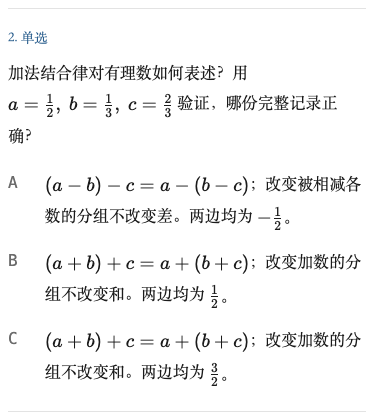 2. 单选
加法结合律对有理数如何表述？用
a = 1/2, b = 1/3, c = 2/3 验证，哪份完整记录正
确？
A (a − b) − c = a − (b − c)；改变被相减各
数的分组不改变差。两边均为 −1/2。
B (a + b) + c = a + (b + c)；改变加数的分
组不改变和。两边均为 1/2。
C (a + b) + c = a + (b + c)；改变加数的分
组不改变和。两边均为 3/2。